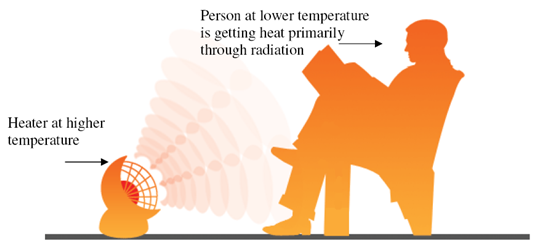 Person at lower temperature
is getting heat primarily
through radiation
Heater at higher
temperature